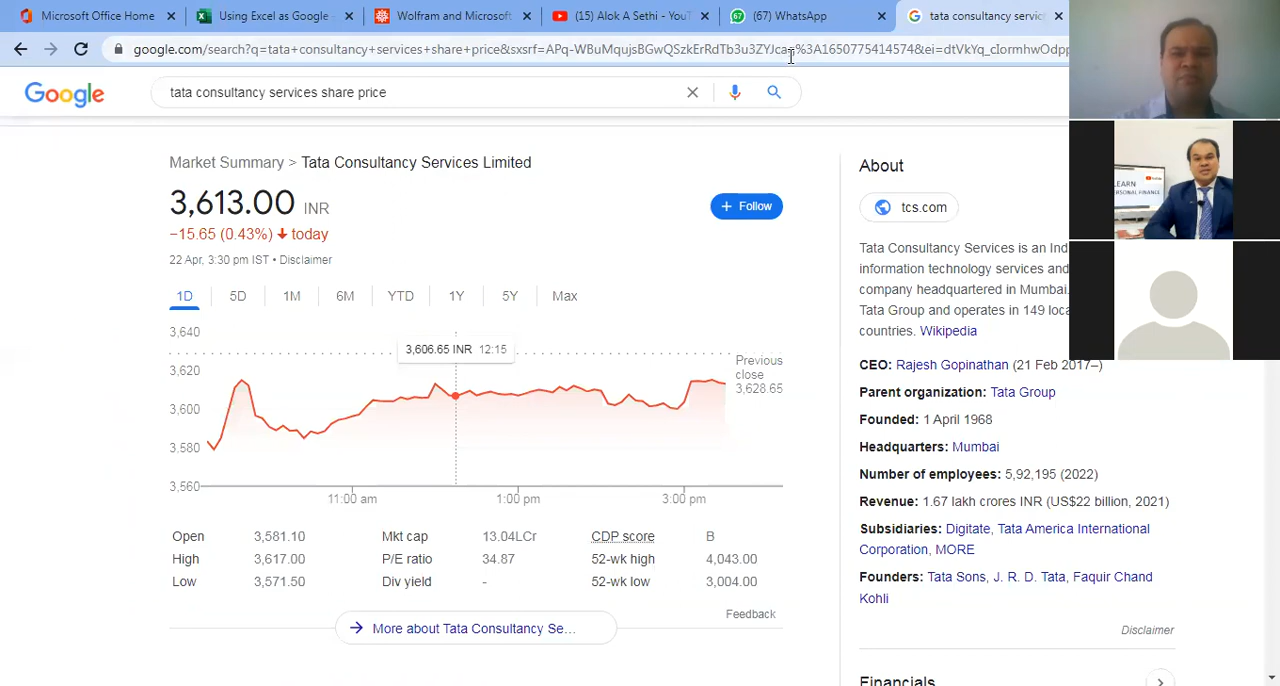 Microsoft Office Home
Using Excel as Google
Wolfram and Microsoft
(15) Alok A Sethi - YouT
(67) WhatsApp
tata consultancy servic
google.com/search?q=tata+consultancy+services+share+price&sxsrf=APq-WBuMqujsBGwQSzkErRdTb3u3ZYJca
Google
tata consultancy services share price
LEARN
PERSONAL FINANCE
YouTube
Market Summary > Tata Consultancy Services Limited
3,613.00 INR
−15.65 (0.43%) today
22 Apr, 3:30 pm IST • Disclaimer
+ Follow
1D 5D 1M 6M YTD 1Y 5Y Max
3,640
3,620
3,600
3,580
3,560
3,606.65 INR 12:15
Previous
close
3,628.65
11:00 am 1:00 pm 3:00 pm
Open 3,581.10 Mkt cap 13.04LCr CDP score B
High 3,617.00 P/E ratio 34.87 52-wk high 4,043.00
Low 3,571.50 Div yield - 52-wk low 3,004.00
Feedback
More about Tata Consultancy Se...
About
tcs.com
Tata Consultancy Services is an Ind
information technology services and
company headquartered in Mumbai.
Tata Group and operates in 149 loca
countries. Wikipedia
CEO: Rajesh Gopinathan (21 Feb 2017–)
Parent organization: Tata Group
Founded: 1 April 1968
Headquarters: Mumbai
Number of employees: 5,92,195 (2022)
Revenue: 1.67 lakh crores INR (US$22 billion, 2021)
Subsidiaries: Digitate, Tata America International
Corporation, MORE
Founders: Tata Sons, J. R. D. Tata, Faquir Chand
Kohli
Disclaimer
Financials